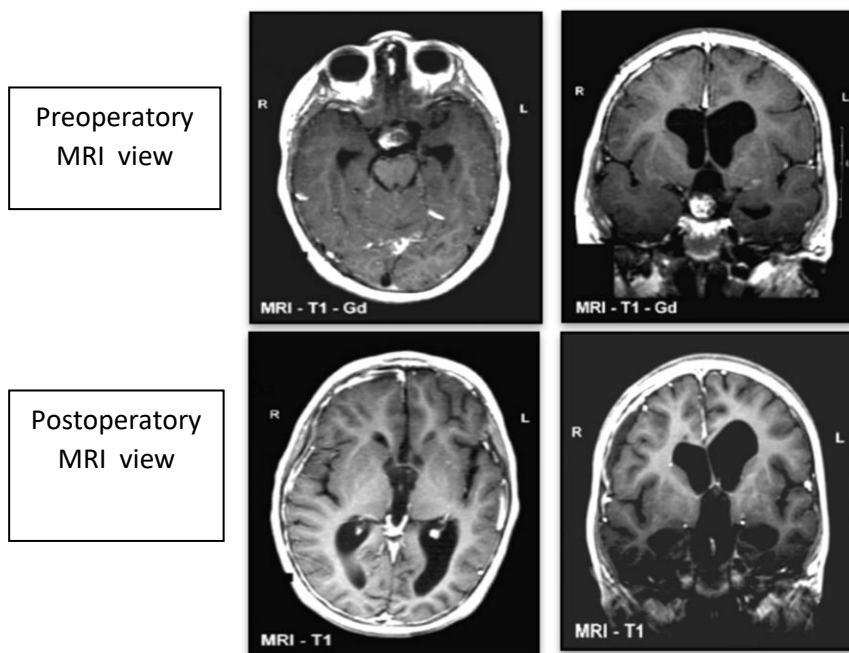 Preoperatory
MRI view
R
L
MRI - T1 - Gd
R
L
MRI - T1 - Gd
Postoperatory
MRI view
R
L
MRI - T1
R
L
MRI - T1